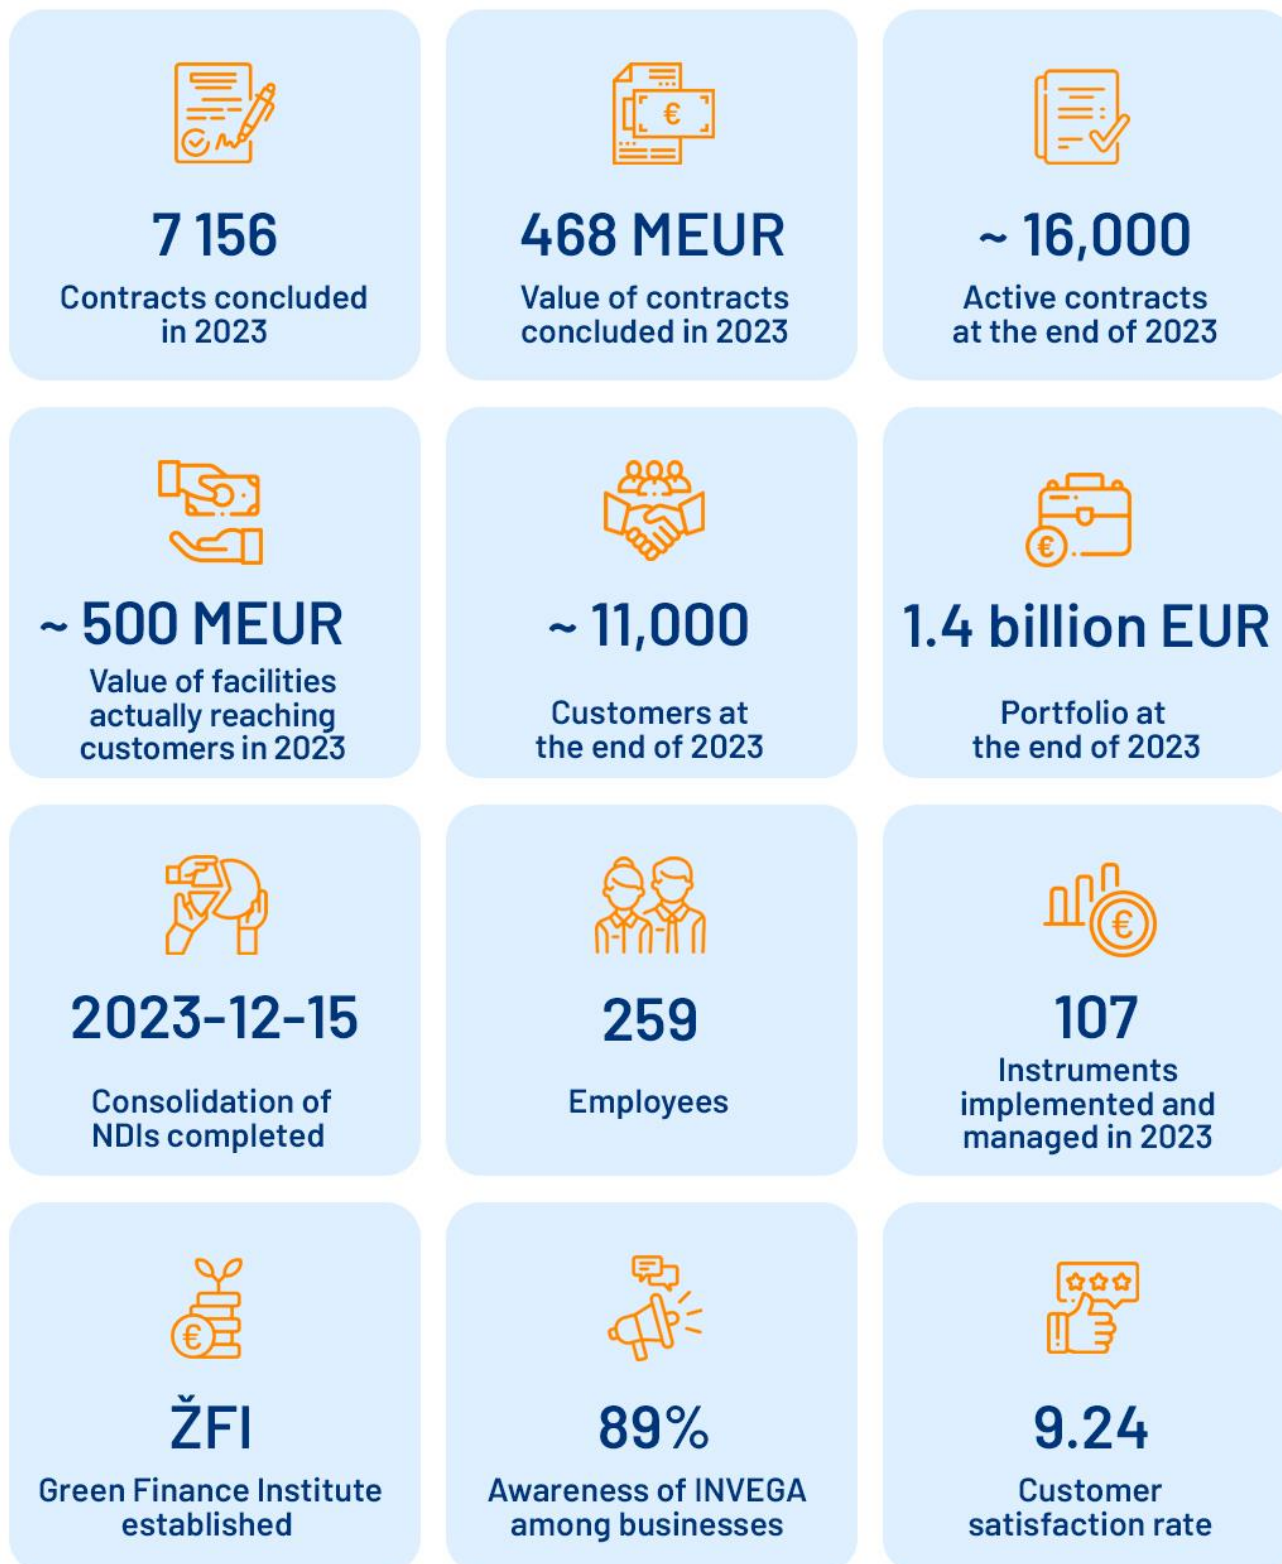 7 156
Contracts concluded
in 2023
468 MEUR
Value of contracts
concluded in 2023
~ 16,000
Active contracts
at the end of 2023
~ 500 MEUR
Value of facilities
actually reaching
customers in 2023
~ 11,000
Customers at
the end of 2023
1.4 billion EUR
Portfolio at
the end of 2023
2023-12-15
Consolidation of
NDIs completed
259
Employees
107
Instruments
implemented and
managed in 2023
ŽFI
Green Finance Institute
established
89%
Awareness of INVEGA
among businesses
9.24
Customer
satisfaction rate